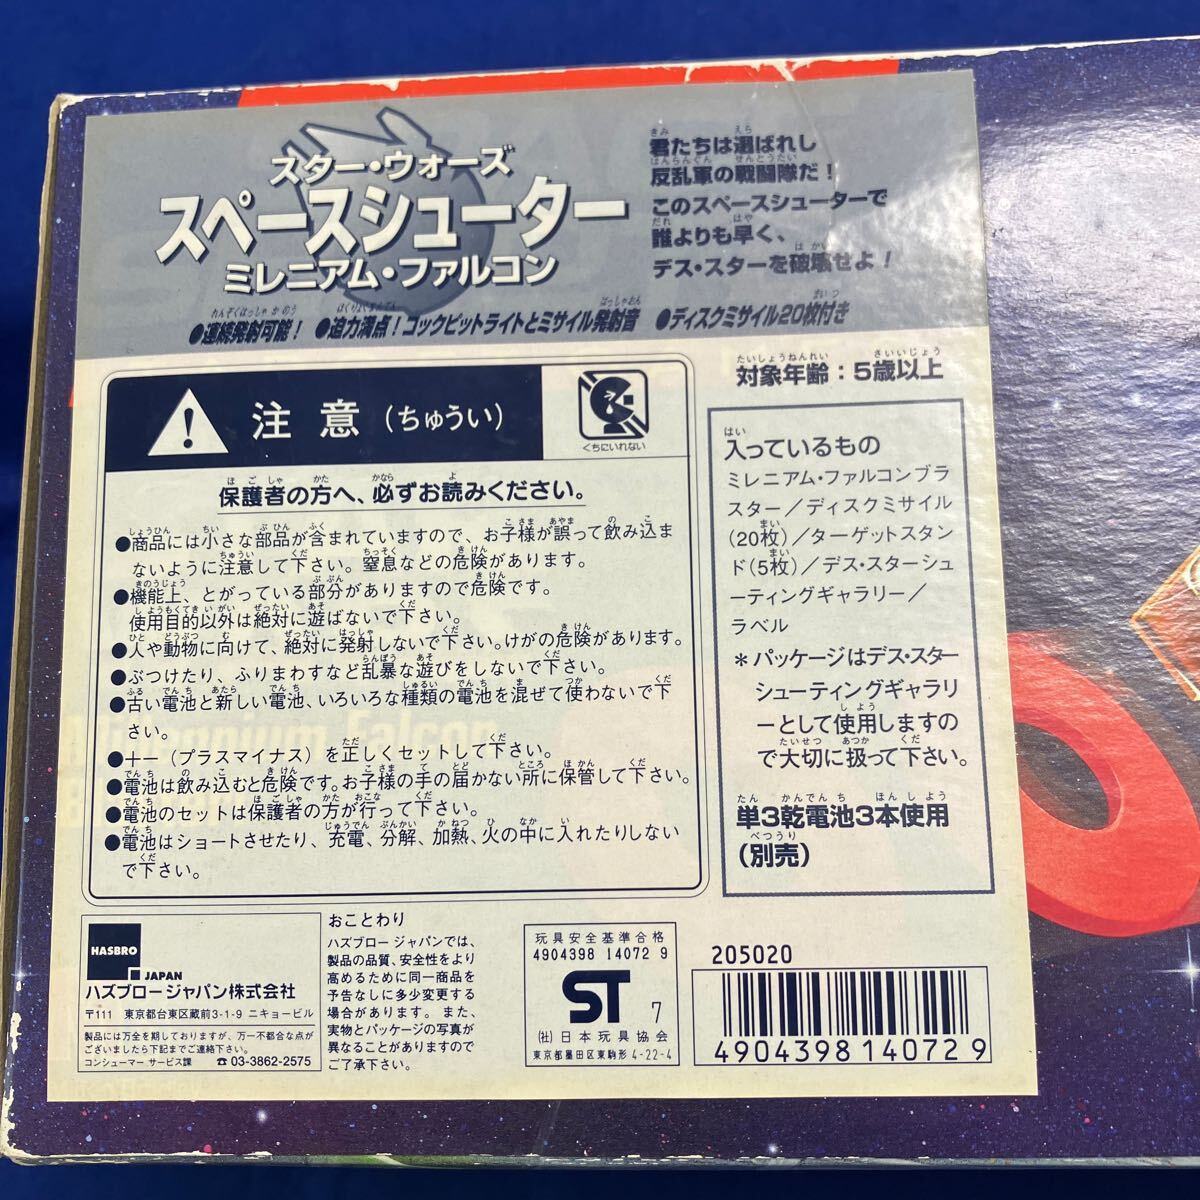 スター・ウォーズ
スペースシューター
ミレニアム・ファルコン
君たちは選ばれし
反乱軍の戦闘隊だ！
このスペースシューターで
誰よりも早く、
デス・スターを破壊せよ！
●連続発射可能！ ●迫力満点！コックピットライトとミサイル発射音 ●ディスクミサイル20枚付き
対象年齢：5歳以上
注意（ちゅうい）
くちにいれない
保護者の方へ、必ずお読みください。
●商品には小さな部品が含まれていますので、お子様が誤って飲み込ま
ないように注意して下さい。窒息などの危険があります。
●機能上、とがっている部分がありますので危険です。
使用目的以外は絶対に遊ばないで下さい。
●人や動物に向けて、絶対に発射しないで下さい。けがの危険があります。
●ぶつけたり、ふりまわすなど乱暴な遊びをしないで下さい。
●古い電池と新しい電池、いろいろな種類の電池を混ぜて使わないで下
さい。
●＋－（プラスマイナス）を正しくセットして下さい。
●電池は飲み込むと危険です。お子様の手の届かない所に保管して下さい。
●電池のセットは保護者の方が行って下さい。
●電池はショートさせたり、充電、分解、加熱、火の中に入れたりしない
で下さい。
入っているもの
ミレニアム・ファルコンブラ
スター／ディスクミサイル
（20枚）／ターゲットスタン
ド（5枚）／デス・スターシュ
ーティングギャラリー／
ラベル
＊パッケージはデス・スター
シューティングギャラリ
ーとして使用しますの
で大切に扱って下さい。
単3乾電池3本使用
（別売）
HASBRO
JAPAN
ハズブロージャパン株式会社
〒111 東京都台東区蔵前3-1-9 ニキョービル
製品には万全を期しておりますが、万一不都合な点が
ございましたら下記までご連絡下さい。
コンシューマー サービス課 ☎ 03-3862-2575
おことわり
ハズブロー ジャパンでは、
製品の品質、安全性をより
高めるために同一商品を
予告なしに多少変更する
場合があります。また、
実物とパッケージの写真が
異なることがありますので
ご了承下さい。
玩具安全基準合格
4904398 14072 9
ST 7
（社）日本玩具協会
東京都墨田区東駒形4-22-4
205020
4904398 140729